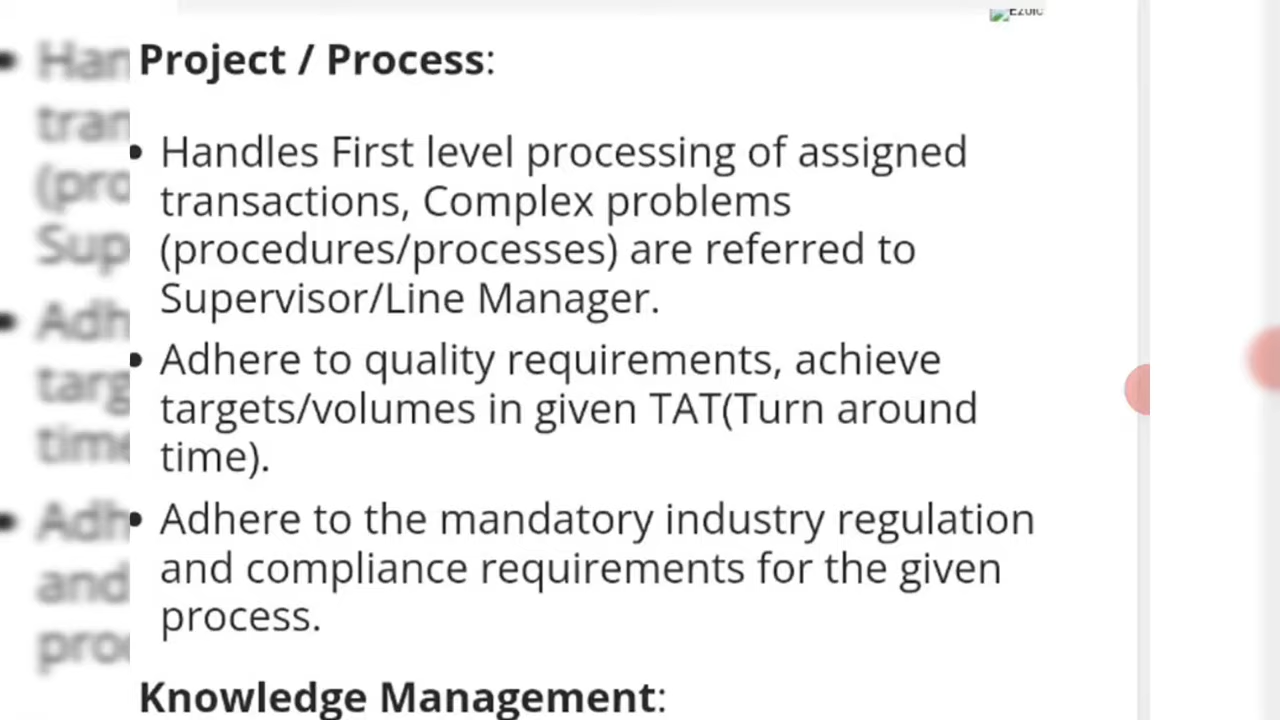 Ezoic
Project / Process:
• Handles First level processing of assigned
transactions, Complex problems
(procedures/processes) are referred to
Supervisor/Line Manager.
• Adhere to quality requirements, achieve
targets/volumes in given TAT(Turn around
time).
• Adhere to the mandatory industry regulation
and compliance requirements for the given
process.
Knowledge Management: